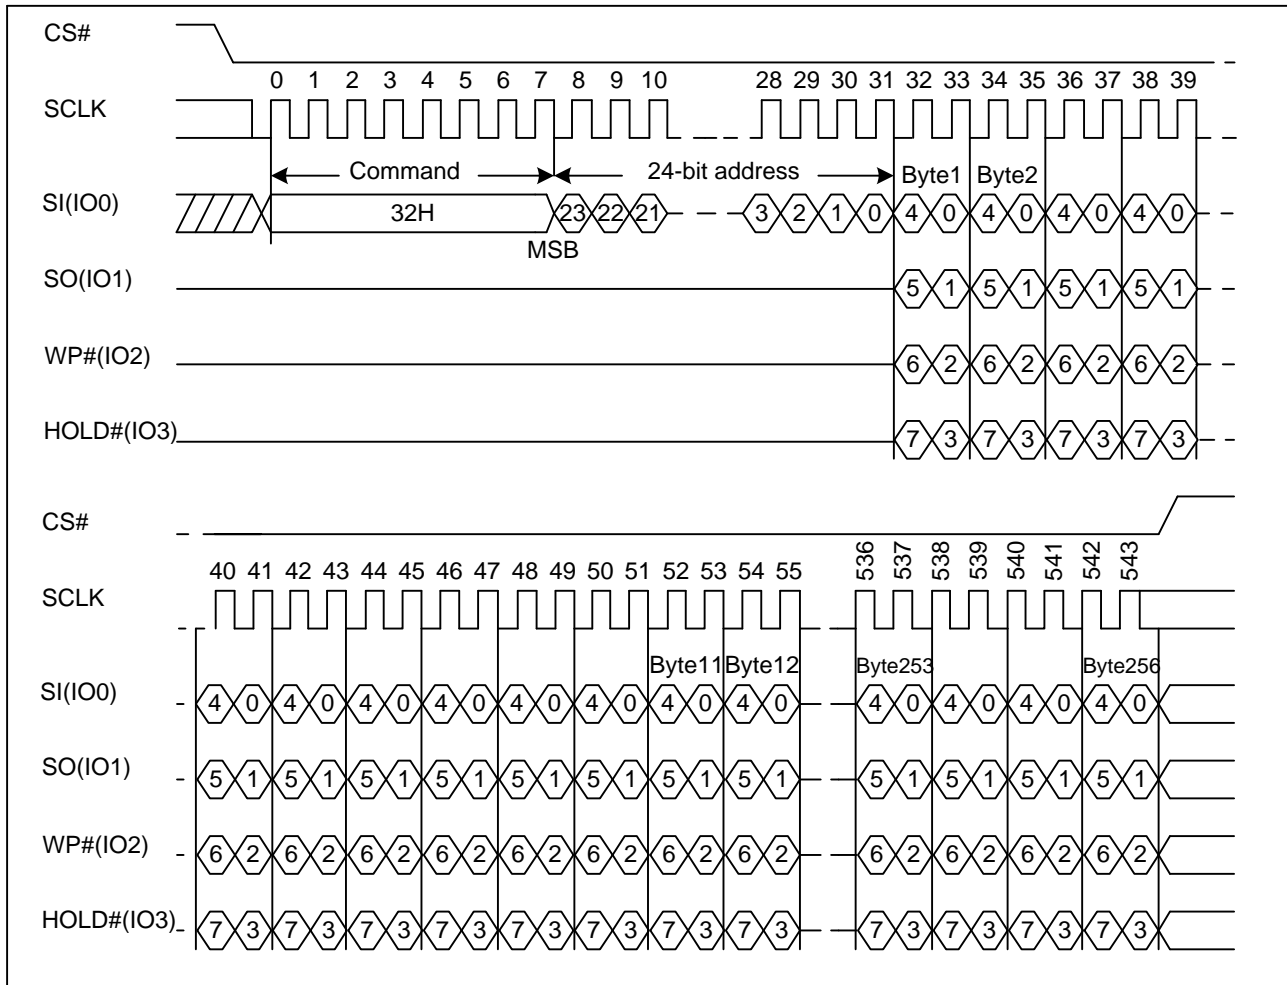 CS#
0 1 2 3 4 5 6 7 8 9 10 28 29 30 31 32 33 34 35 36 37 38 39
SCLK
Command 24-bit address Byte1 Byte2
SI(IO0) 32H 23 22 21 3 2 1 0 4 0 4 0 4 0 4 0
MSB
SO(IO1) 5 1 5 1 5 1 5 1
WP#(IO2) 6 2 6 2 6 2 6 2
HOLD#(IO3) 7 3 7 3 7 3 7 3
CS#
40 41 42 43 44 45 46 47 48 49 50 51 52 53 54 55 536 537 538 539 540 541 542 543
SCLK
Byte11 Byte12 Byte253 Byte256
SI(IO0) 4 0 4 0 4 0 4 0 4 0 4 0 4 0 4 0 4 0 4 0 4 0 4 0
SO(IO1) 5 1 5 1 5 1 5 1 5 1 5 1 5 1 5 1 5 1 5 1 5 1 5 1
WP#(IO2) 6 2 6 2 6 2 6 2 6 2 6 2 6 2 6 2 6 2 6 2 6 2 6 2
HOLD#(IO3) 7 3 7 3 7 3 7 3 7 3 7 3 7 3 7 3 7 3 7 3 7 3 7 3